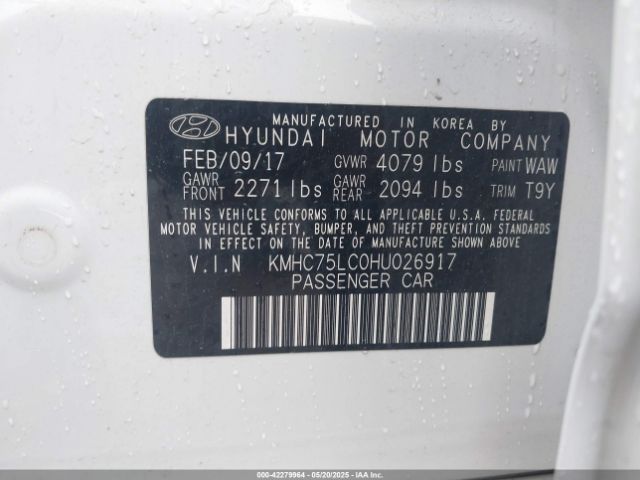 MANUFACTURED IN KOREA BY
HYUNDAI MOTOR COMPANY
FEB/09/17 GVWR 4079 lbs PAINT WAW
GAWR FRONT 2271 lbs GAWR REAR 2094 lbs TRIM T9Y
THIS VEHICLE CONFORMS TO ALL APPLICABLE U.S.A. FEDERAL
MOTOR VEHICLE SAFETY, BUMPER, AND THEFT PREVENTION STANDARDS
IN EFFECT ON THE DATE OF MANUFACTURE SHOWN ABOVE.
V.I.N KMHC75LC0HU026917
PASSENGER CAR
000-42279964 - 05/20/2025 - IAAI.COM